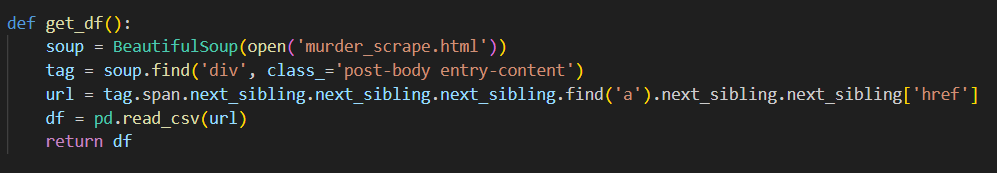 def get_df():
    soup = BeautifulSoup(open('murder_scrape.html'))
    tag = soup.find('div', class_='post-body entry-content')
    url = tag.span.next_sibling.next_sibling.next_sibling.find('a').next_sibling.next_sibling['href']
    df = pd.read_csv(url)
    return df